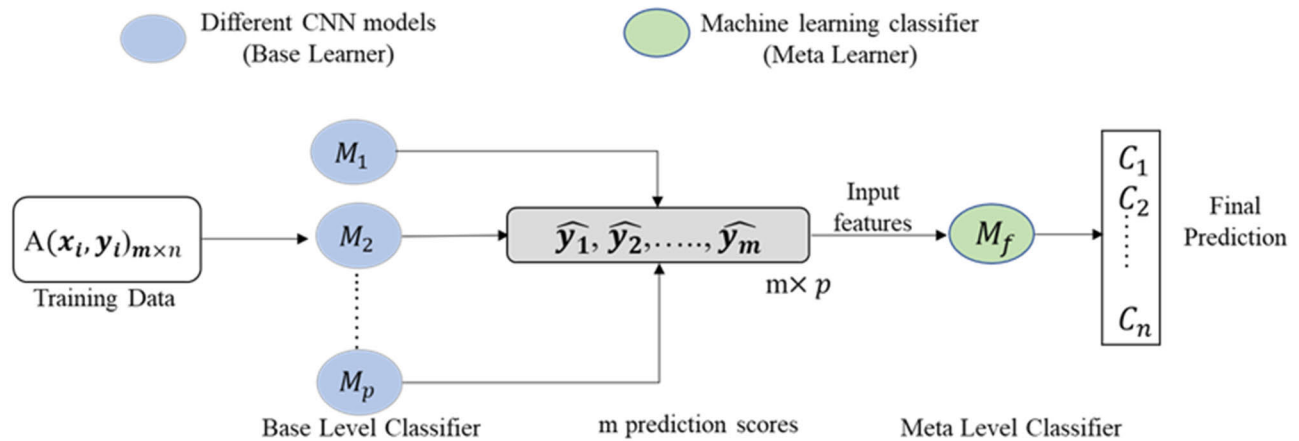 Different CNN models
(Base Learner)
Machine learning classifier
(Meta Learner)
M₁
C₁
Input
features
Final
Prediction
A(xᵢ, yᵢ)ₘ×ₙ
M₂
ŷ₁, ŷ₂,....., ŷₘ
M_f
C₂
Training Data
m× p
Cₙ
Mₚ
Base Level Classifier
m prediction scores
Meta Level Classifier